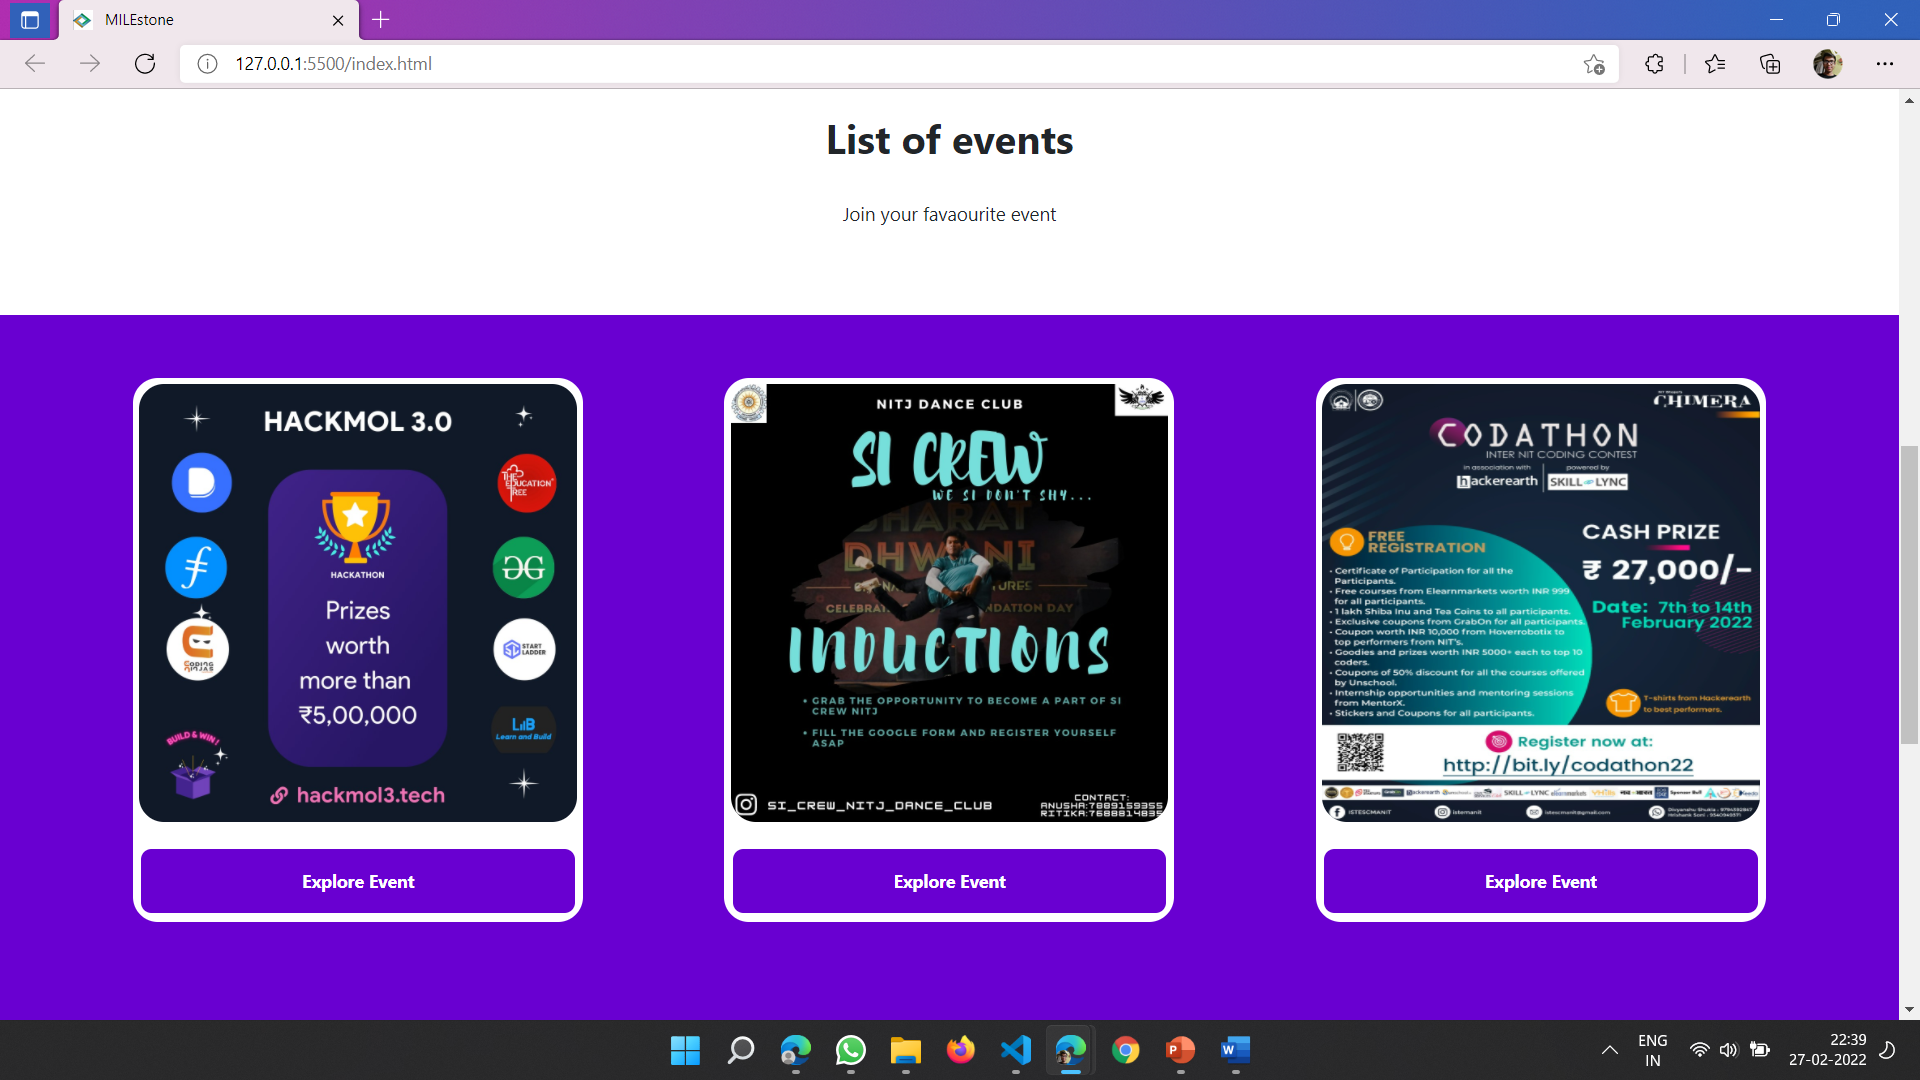 MILEstone
127.0.0.1:5500/index.html
List of events
Join your favaourite event
HACKMOL 3.0
THE
EDUCATION
TREE
HACKATHON
Prizes
worth
more than
₹5,00,000
CODING
NINJAS
START
LADDER
BUILD & WIN!
LIIB
Learn and Build
hackmol3.tech
Explore Event
NITJ DANCE CLUB
SI CREW
WE SI DON'T SHY...
BHARAT
DHWANI
INDUCTIONS
• GRAB THE OPPORTUNITY TO BECOME A PART OF SI
CREW NITJ
• FILL THE GOOGLE FORM AND REGISTER YOURSELF
ASAP
SI_CREW_NITJ_DANCE_CLUB
CONTACT:
ANUSHA:7889159355
RITIKA:7688814835
Explore Event
CHIMERA
CODATHON
INTER NIT CODING CONTEST
in association with
hackerearth
powered by
SKILL LYNC
FREE
REGISTRATION
CASH PRIZE
₹ 27,000/-
Date: 7th to 14th
February 2022
• Certificate of Participation for all the
Participants.
• Free courses from Elearnmarkets worth INR 999
for all participants.
• 1 lakh Shiba Inu and Tea Coins to all participants.
• Exclusive coupons from GrabOn for all participants.
• Coupon worth INR 10,000 from Hoverrobotix to
top performers from NIT's.
• Goodies and prizes worth INR 5000+ each to top 10
coders.
• Coupons of 50% discount for all the courses offered
by Unschool.
• Internship opportunities and mentoring sessions
from MentorX.
• Stickers and Coupons for all participants.
T-shirts from Hackerearth
to best performers.
Register now at:
http://bit.ly/codathon22
ISTESCMANIT
istemanit
istescmanit@gmail.com
Explore Event
ENG
IN
22:39
27-02-2022